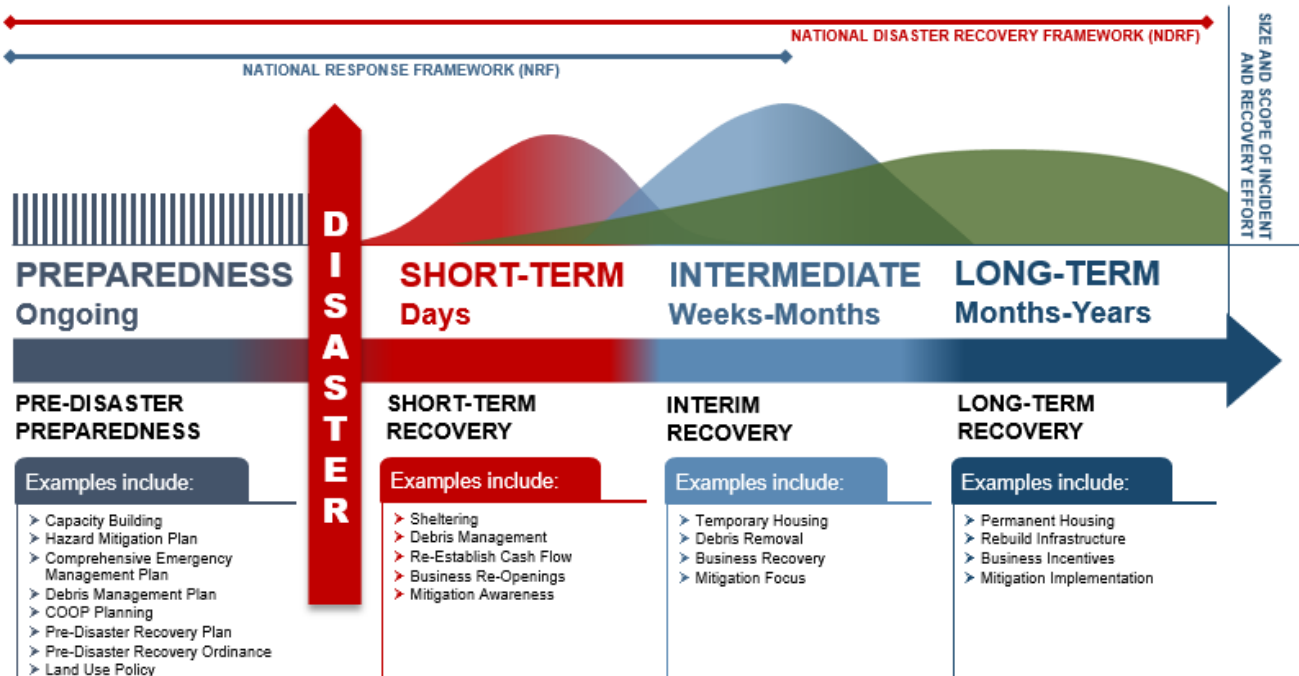 NATIONAL DISASTER RECOVERY FRAMEWORK (NDRF)
NATIONAL RESPONSE FRAMEWORK (NRF)
SIZE AND SCOPE OF INCIDENT
AND RECOVERY EFFORT
DISASTER
PREPAREDNESS
Ongoing
SHORT-TERM
Days
INTERMEDIATE
Weeks-Months
LONG-TERM
Months-Years
PRE-DISASTER
PREPAREDNESS
Examples include:
Capacity Building
Hazard Mitigation Plan
Comprehensive Emergency
Management Plan
Debris Management Plan
COOP Planning
Pre-Disaster Recovery Plan
Pre-Disaster Recovery Ordinance
Land Use Policy
SHORT-TERM
RECOVERY
Examples include:
Sheltering
Debris Management
Re-Establish Cash Flow
Business Re-Openings
Mitigation Awareness
INTERIM
RECOVERY
Examples include:
Temporary Housing
Debris Removal
Business Recovery
Mitigation Focus
LONG-TERM
RECOVERY
Examples include:
Permanent Housing
Rebuild Infrastructure
Business Incentives
Mitigation Implementation